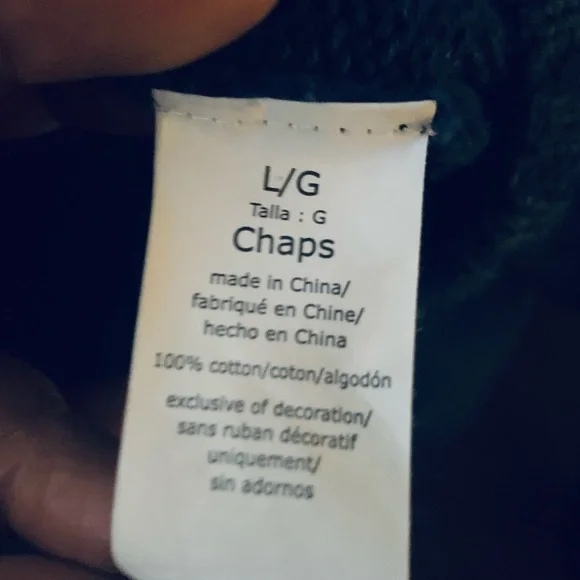 L/G
Talla : G
Chaps
made in China/
fabriqué en Chine/
hecho en China
100% cotton/coton/algodón
exclusive of decoration/
sans ruban décoratif
uniquement/
sin adornos